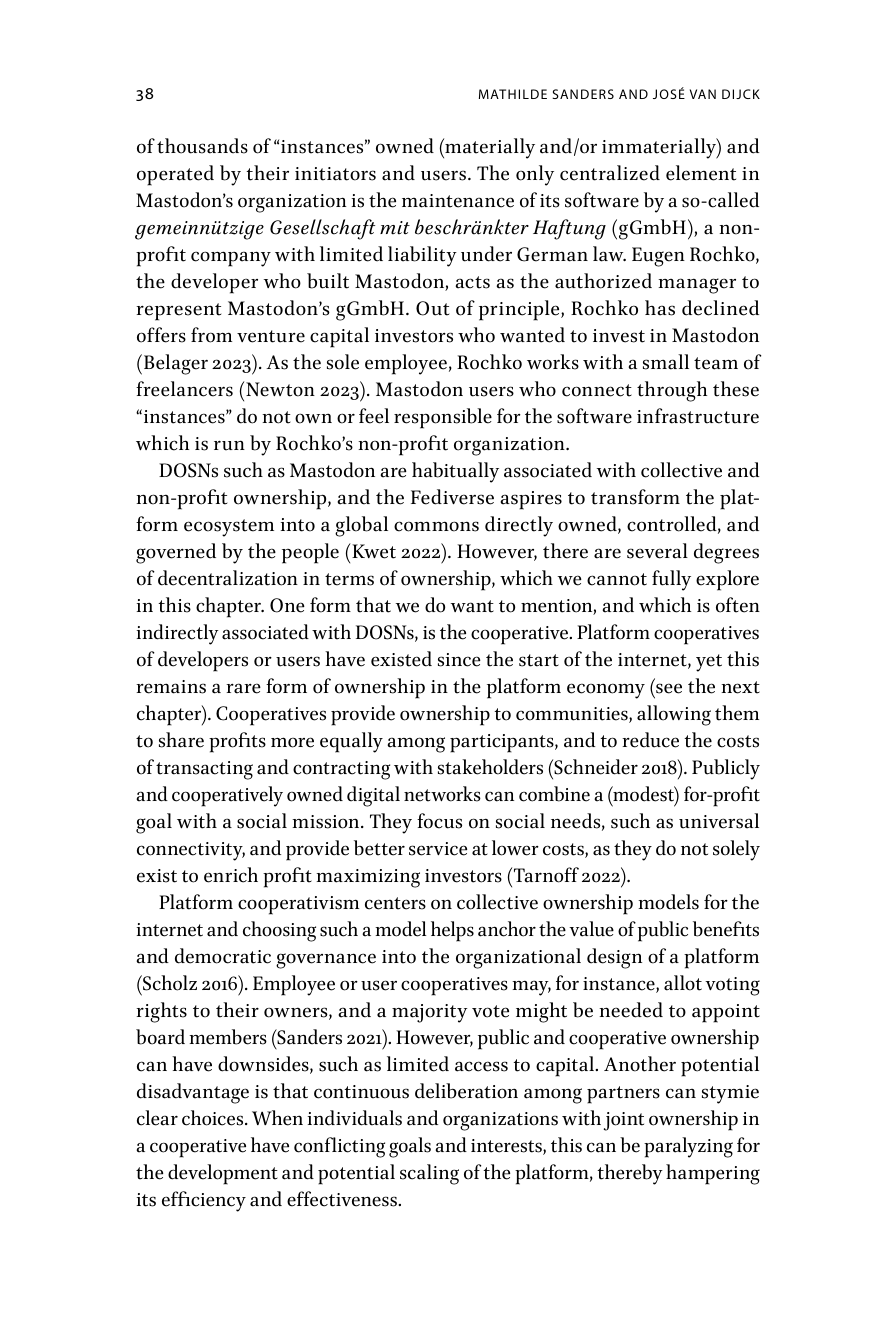 38
MATHILDE SANDERS AND JOSÉ VAN DIJCK
of thousands of “instances” owned (materially and/or immaterially) and
operated by their initiators and users. The only centralized element in
Mastodon’s organization is the maintenance of its software by a so-called
gemeinnützige Gesellschaft mit beschränkter Haftung (gGmbH), a non-
profit company with limited liability under German law. Eugen Rochko,
the developer who built Mastodon, acts as the authorized manager to
represent Mastodon’s gGmbH. Out of principle, Rochko has declined
offers from venture capital investors who wanted to invest in Mastodon
(Belager 2023). As the sole employee, Rochko works with a small team of
freelancers (Newton 2023). Mastodon users who connect through these
“instances” do not own or feel responsible for the software infrastructure
which is run by Rochko’s non-profit organization.
DOSNs such as Mastodon are habitually associated with collective and
non-profit ownership, and the Fediverse aspires to transform the plat-
form ecosystem into a global commons directly owned, controlled, and
governed by the people (Kwet 2022). However, there are several degrees
of decentralization in terms of ownership, which we cannot fully explore
in this chapter. One form that we do want to mention, and which is often
indirectly associated with DOSNs, is the cooperative. Platform cooperatives
of developers or users have existed since the start of the internet, yet this
remains a rare form of ownership in the platform economy (see the next
chapter). Cooperatives provide ownership to communities, allowing them
to share profits more equally among participants, and to reduce the costs
of transacting and contracting with stakeholders (Schneider 2018). Publicly
and cooperatively owned digital networks can combine a (modest) for-profit
goal with a social mission. They focus on social needs, such as universal
connectivity, and provide better service at lower costs, as they do not solely
exist to enrich profit maximizing investors (Tarnoff 2022).
Platform cooperativism centers on collective ownership models for the
internet and choosing such a model helps anchor the value of public benefits
and democratic governance into the organizational design of a platform
(Scholz 2016). Employee or user cooperatives may, for instance, allot voting
rights to their owners, and a majority vote might be needed to appoint
board members (Sanders 2021). However, public and cooperative ownership
can have downsides, such as limited access to capital. Another potential
disadvantage is that continuous deliberation among partners can stymie
clear choices. When individuals and organizations with joint ownership in
a cooperative have conflicting goals and interests, this can be paralyzing for
the development and potential scaling of the platform, thereby hampering
its efficiency and effectiveness.